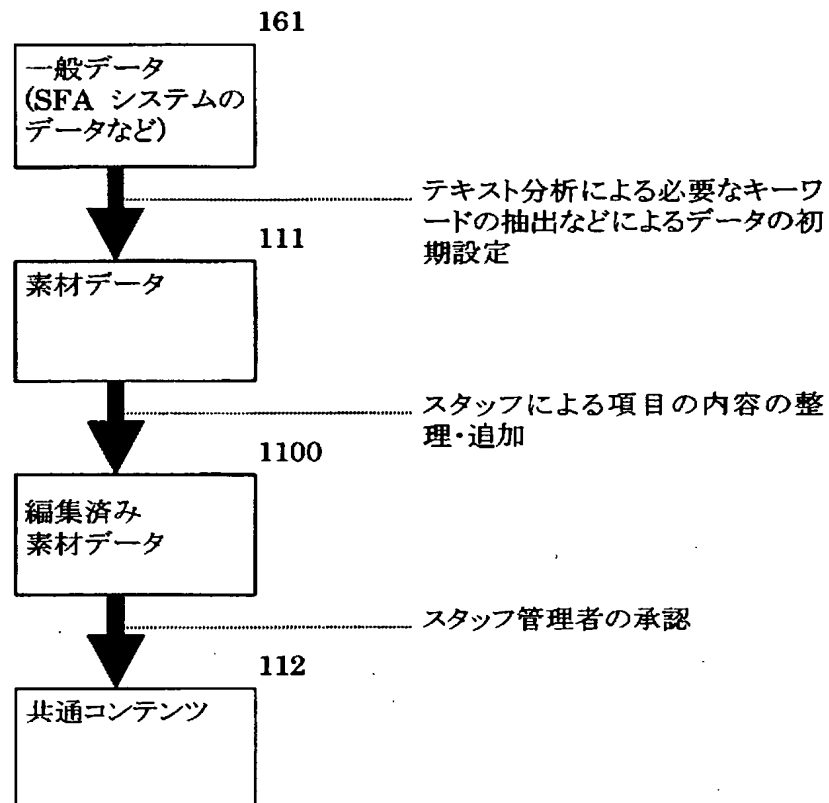 161
一般データ
(SFA システムの
データなど)
テキスト分析による必要なキーワ
ードの抽出などによるデータの初
期設定
111
素材データ
スタッフによる項目の内容の整
理・追加
1100
編集済み
素材データ
スタッフ管理者の承認
112
共通コンテンツ